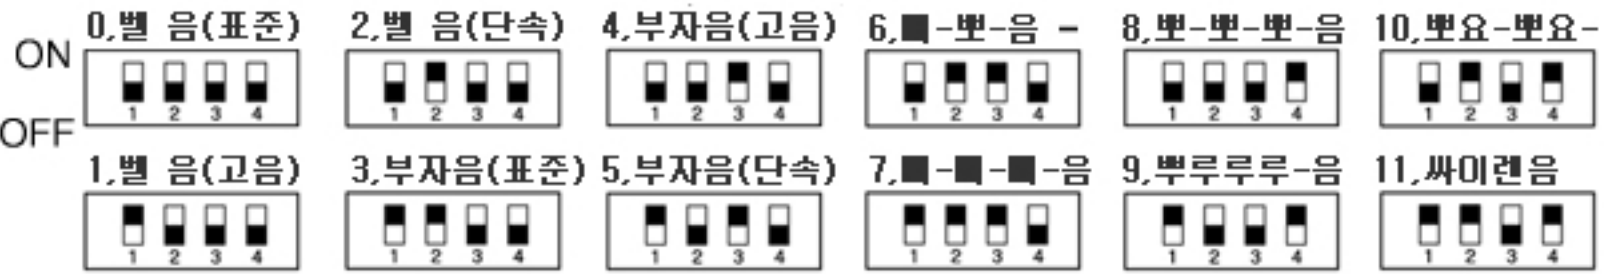 0,벨 음(표준) 2,벨 음(단속) 4,부자음(고음) 6,■-뽀-음 - 8,뽀-뽀-뽀-음 10,뽀요-뽀요-
ON
1 2 3 4 1 2 3 4 1 2 3 4 1 2 3 4 1 2 3 4 1 2 3 4
OFF
1,벨 음(고음) 3,부자음(표준) 5,부자음(단속) 7,■-■-■-음 9,뿌루루루-음 11,싸이렌음
1 2 3 4 1 2 3 4 1 2 3 4 1 2 3 4 1 2 3 4 1 2 3 4